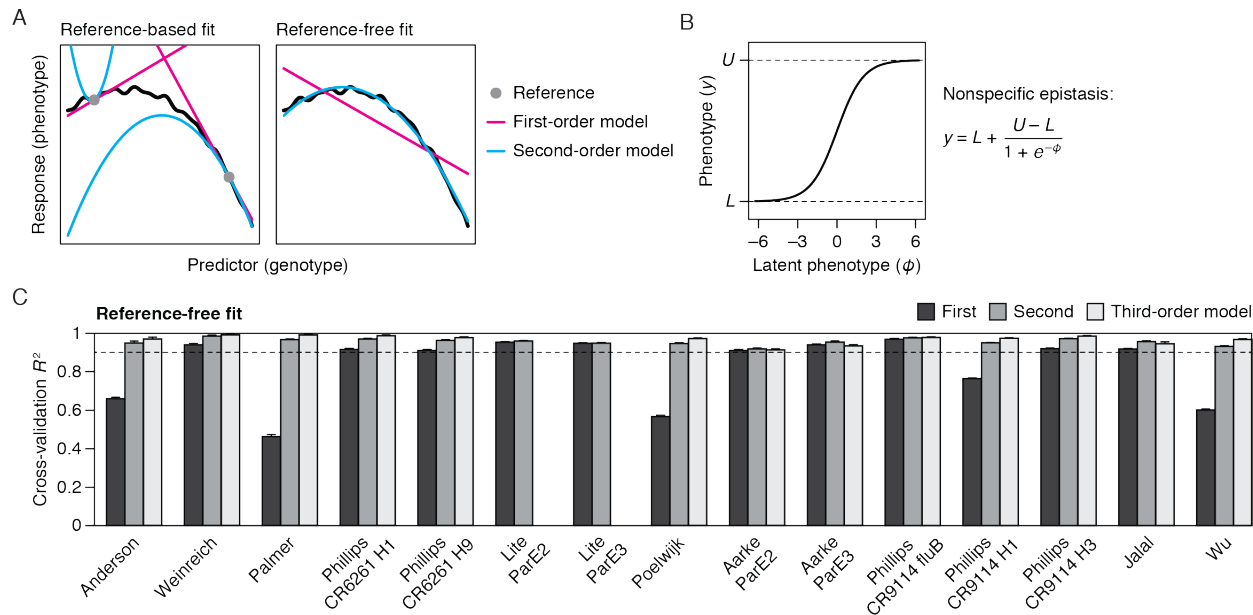 A
Reference-based fit
Reference-free fit
Response (phenotype)
Predictor (genotype)
Reference
First-order model
Second-order model
B
Phenotype (y)
U
L
−6 −3 0 3 6
Latent phenotype (ϕ)
Nonspecific epistasis:
y = L + U − L / 1 + e^−ϕ
C
Reference-free fit
First Second Third-order model
Cross-validation R²
1
0.8
0.6
0.4
0.2
0
Anderson
Weinreich
Palmer
Phillips
CR6261 H1
Phillips
CR6261 H9
Lite
ParE2
Lite
ParE3
Poelwijk
Aarke
ParE2
Aarke
ParE3
Phillips
CR9114 fluB
Phillips
CR9114 H1
Phillips
CR9114 H3
Jalal
Wu